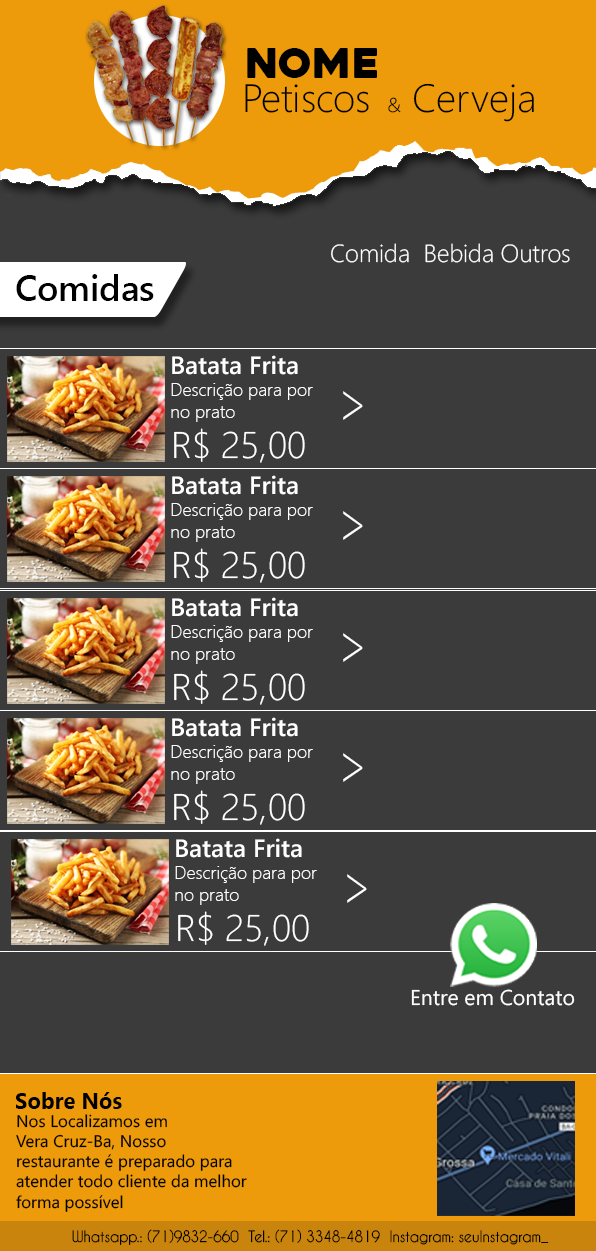 NOME
Petiscos & Cerveja
Comida Bebida Outros
Comidas
Batata Frita
Descrição para por
no prato
R$ 25,00
>
Batata Frita
Descrição para por
no prato
R$ 25,00
>
Batata Frita
Descrição para por
no prato
R$ 25,00
>
Batata Frita
Descrição para por
no prato
R$ 25,00
>
Batata Frita
Descrição para por
no prato
R$ 25,00
>
Entre em Contato
Sobre Nós
Nos Localizamos em
Vera Cruz-Ba, Nosso
restaurante é preparado para
atender todo cliente da melhor
forma possível
CONDO
PRAIA DOS
BA-
Mercado Vitali
Grossa
Casa de Sant
Whatsapp.: (71)9832-660 Tel.: (71) 3348-4819 Instagram: seuInstagram_